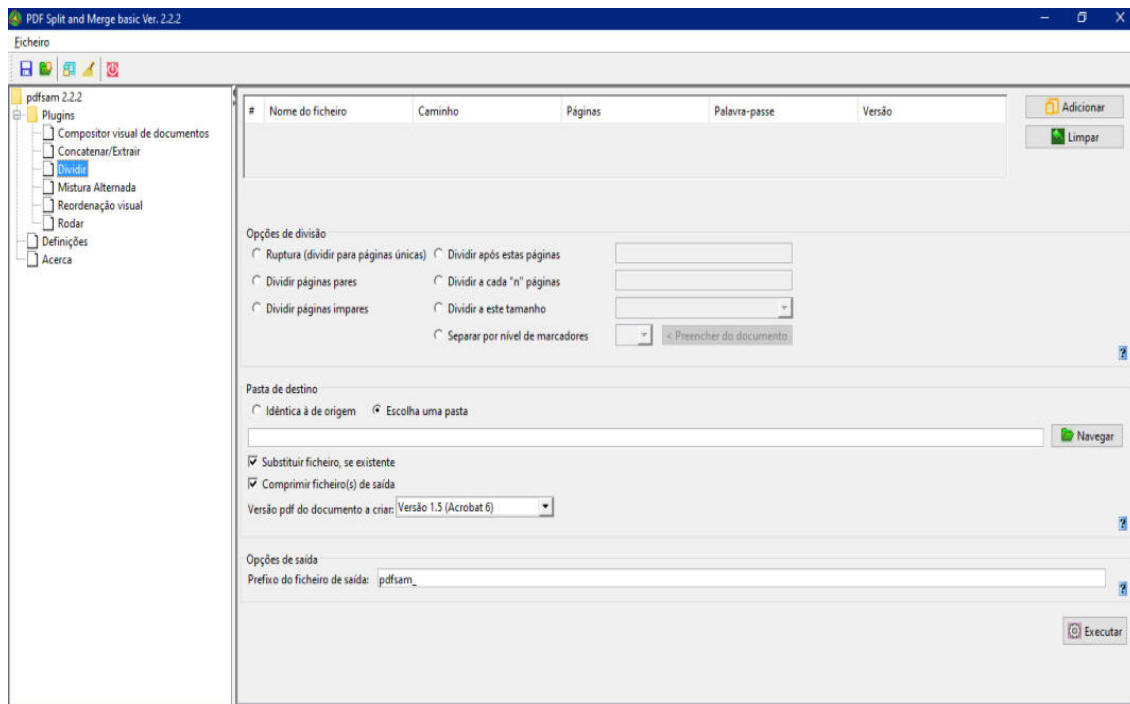 PDF Split and Merge basic Ver. 2.2.2
Ficheiro
pdfsam 2.2.2
Plugins
Compositor visual de documentos
Concatenar/Extrair
Dividir
Mistura Alternada
Reordenação visual
Rodar
Definições
Acerca
# Nome do ficheiro Caminho Páginas Palavra-passe Versão
Adicionar
Limpar
Opções de divisão
Ruptura (dividir para páginas únicas) Dividir após estas páginas
Dividir páginas pares Dividir a cada "n" páginas
Dividir páginas impares Dividir a este tamanho
Separar por nível de marcadores < Preencher do documento
?
Pasta de destino
Idêntica à de origem Escolha uma pasta
Navegar
Substituir ficheiro, se existente
Comprimir ficheiro(s) de saída
Versão pdf do documento a criar: Versão 1.5 (Acrobat 6)
?
Opções de saída
Prefixo do ficheiro de saída: pdfsam_
?
Executar